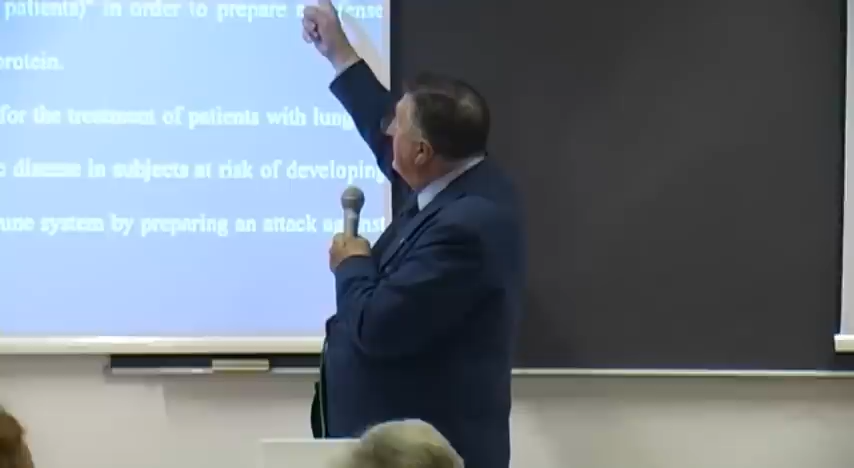 patients)" in order to prepare a
protein.
for the treatment of patients with lung
disease in subjects at risk of developing
system by preparing an attack against